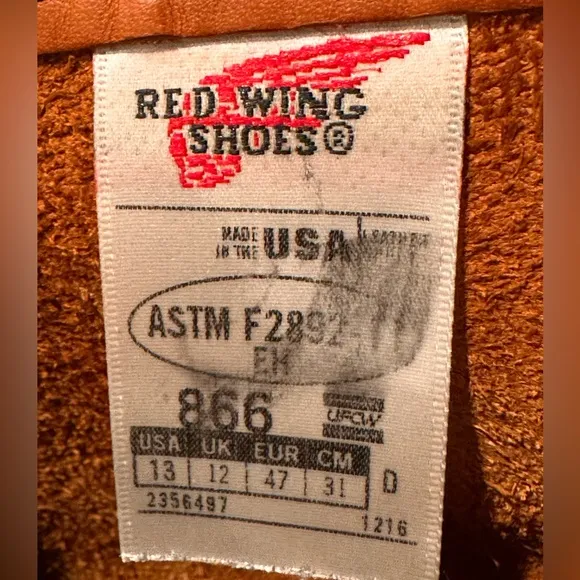 RED WING
SHOES®
MADE
IN THE USA
ASTM F2892
EH
866
UFCW
USA UK EUR CM
13 12 47 31 D
2356497
1216